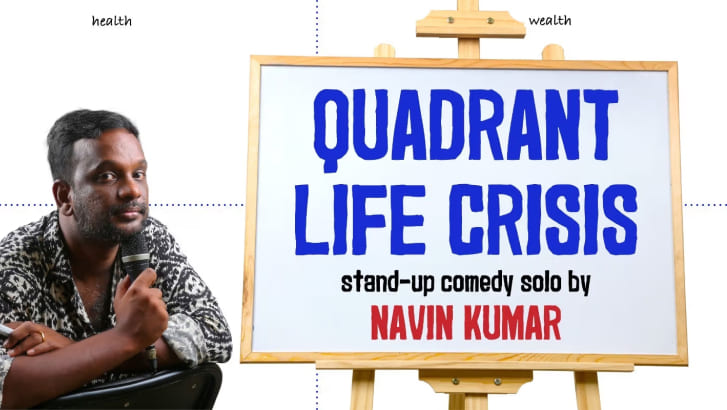 health
wealth
QUADRANT
LIFE CRISIS
stand-up comedy solo by
NAVIN KUMAR